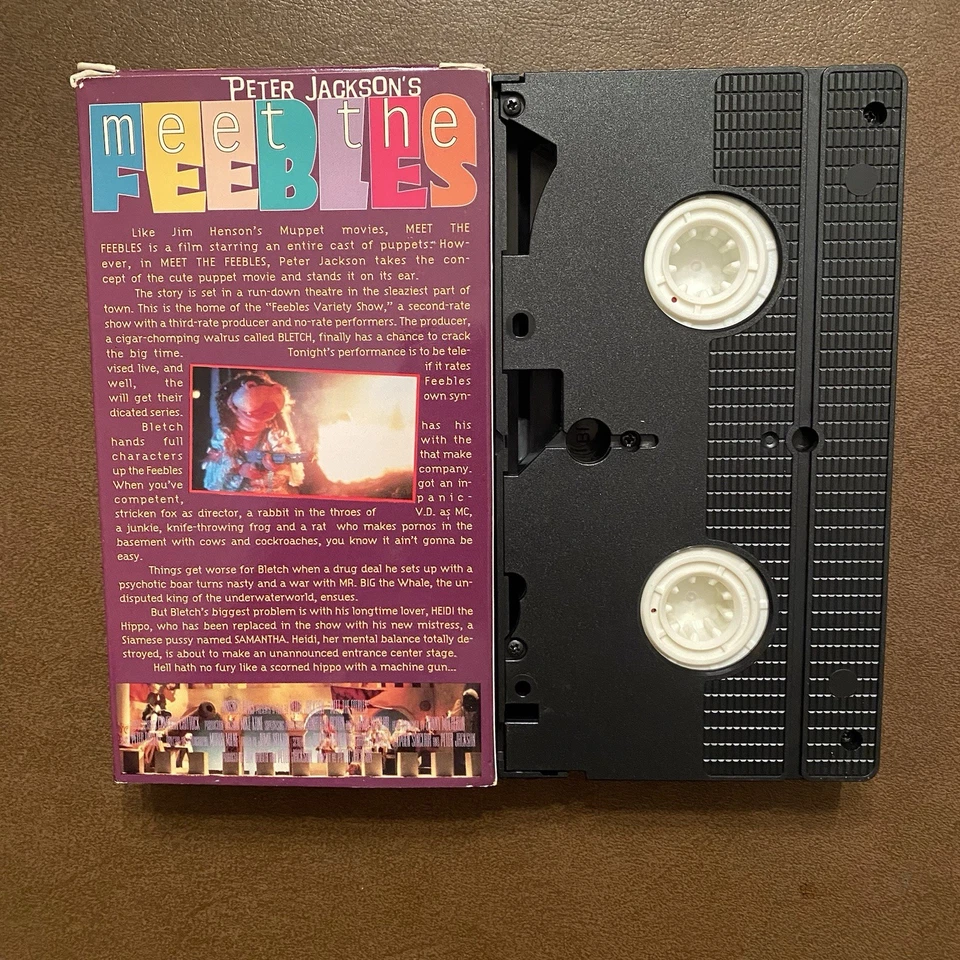 PETER JACKSON'S
meet the
FEEBLES
Like Jim Henson's Muppet movies, MEET THE
FEEBLES is a film starring an entire cast of puppets. How-
ever, in MEET THE FEEBLES, Peter Jackson takes the con-
cept of the cute puppet movie and stands it on its ear.
The story is set in a run-down theatre in the sleaziest part of
town. This is the home of the "Feebles Variety Show," a second-rate
show with a third-rate producer and no-rate performers. The producer,
a cigar-chomping walrus called BLETCH, finally has a chance to crack
the big time. Tonight's performance is to be tele-
vised live, and if it rates
well, the Feebles
will get their own syn-
dicated series.
Bletch has his
hands full with the
characters that make
up the Feebles company.
When you've got an in-
competent, panic-
stricken fox as director, a rabbit in the throes of V.D. as MC,
a junkie, knife-throwing frog and a rat who makes pornos in the
basement with cows and cockroaches, you know it ain't gonna be
easy.
Things get worse for Bletch when a drug deal he sets up with a
psychotic boar turns nasty and a war with MR. BIG the Whale, the un-
disputed king of the underwaterworld, ensues.
But Bletch's biggest problem is with his longtime lover, HEIDI the
Hippo, who has been replaced in the show with his new mistress, a
Siamese pussy named SAMANTHA. Heidi, her mental balance totally de-
stroyed, is about to make an unannounced entrance center stage.
Hell hath no fury like a scorned hippo with a machine gun...